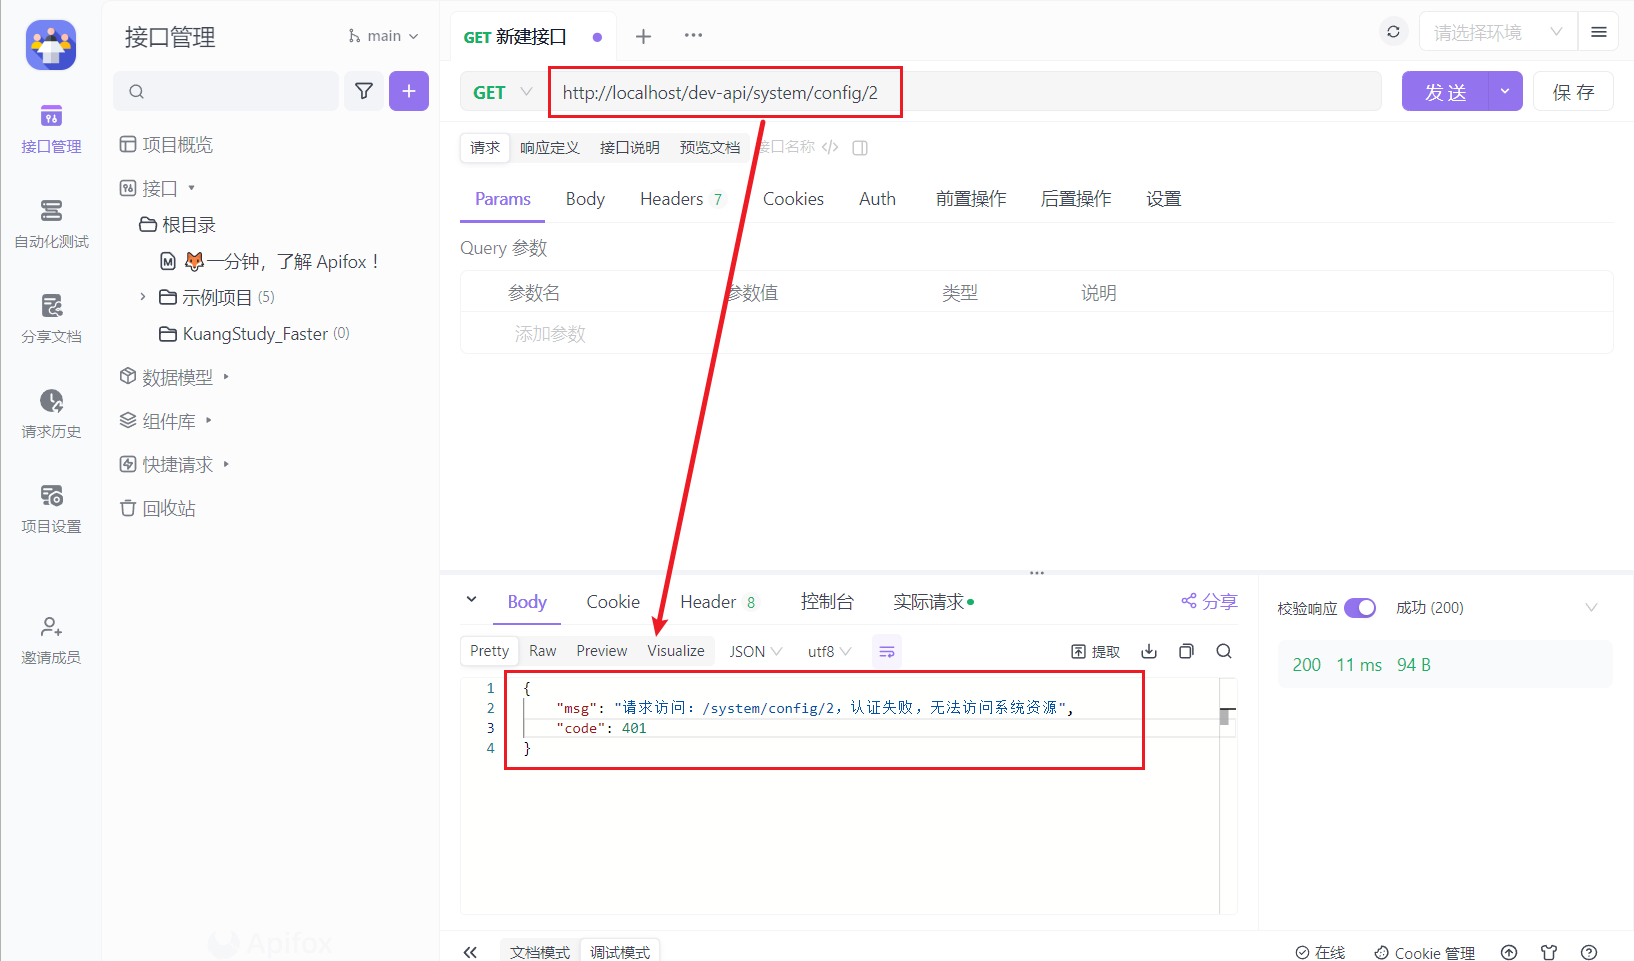 接口管理
自动化测试
分享文档
请求历史
项目设置
邀请成员
接口管理
main
项目概览
接口
根目录
一分钟，了解 Apifox！
示例项目 (5)
KuangStudy_Faster (0)
数据模型
组件库
快捷请求
回收站
Apifox
GET 新建接口
请选择环境
GET
http://localhost/dev-api/system/config/2
发 送
保 存
请求 响应定义 接口说明 预览文档 接口名称
Params Body Headers 7 Cookies Auth 前置操作 后置操作 设置
Query 参数
参数名 参数值 类型 说明
添加参数
Body Cookie Header 8 控制台 实际请求 分享
Pretty Raw Preview Visualize JSON utf8 提取
1 {
2 "msg": "请求访问：/system/config/2，认证失败，无法访问系统资源",
3 "code": 401
4 }
校验响应 成功 (200)
200 11 ms 94 B
文档模式 调试模式
在线 Cookie 管理